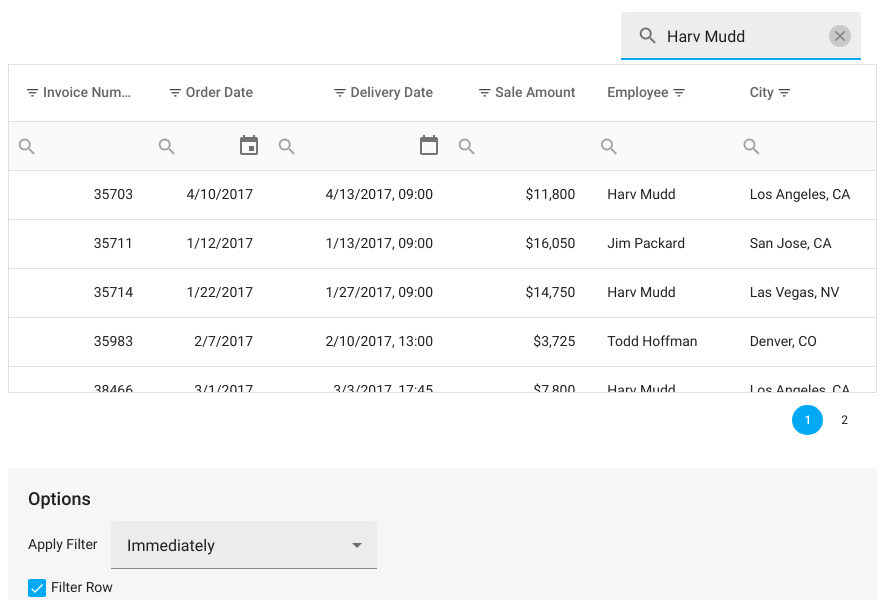 Harv Mudd
Invoice Num... Order Date Delivery Date Sale Amount Employee City
35703 4/10/2017 4/13/2017, 09:00 $11,800 Harv Mudd Los Angeles, CA
35711 1/12/2017 1/13/2017, 09:00 $16,050 Jim Packard San Jose, CA
35714 1/22/2017 1/27/2017, 09:00 $14,750 Harv Mudd Las Vegas, NV
35983 2/7/2017 2/10/2017, 13:00 $3,725 Todd Hoffman Denver, CO
38466 3/1/2017 3/3/2017, 17:45 $7,800 Harv Mudd Los Angeles, CA
1 2
Options
Apply Filter Immediately
Filter Row